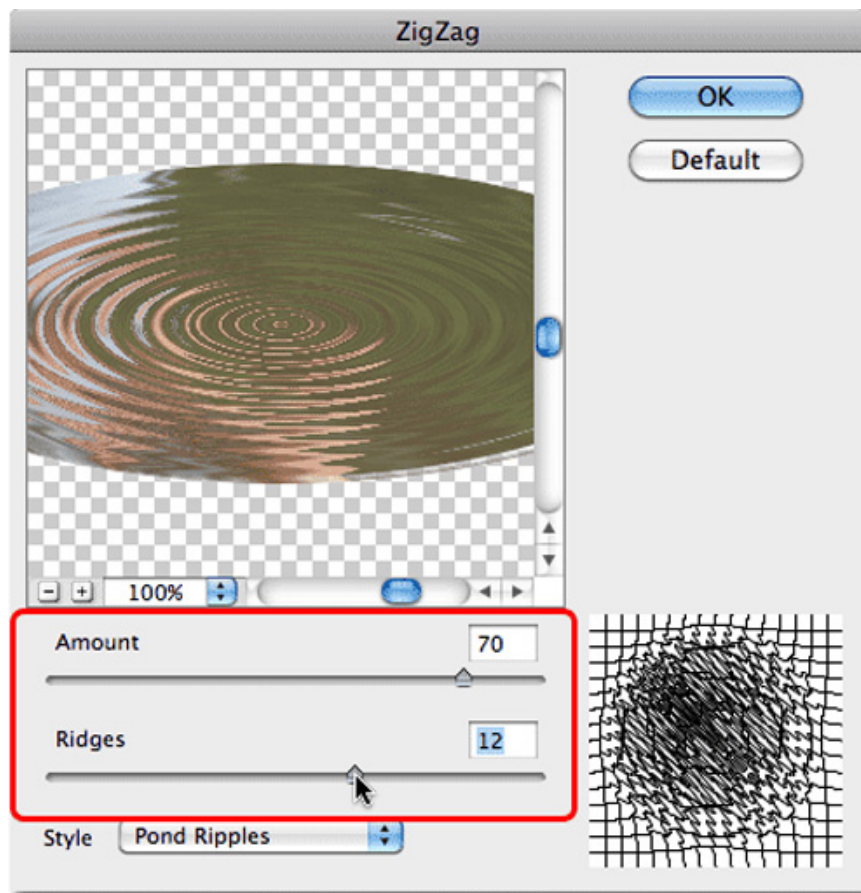 ZigZag
OK
Default
100%
Amount 70
Ridges 12
Style Pond Ripples